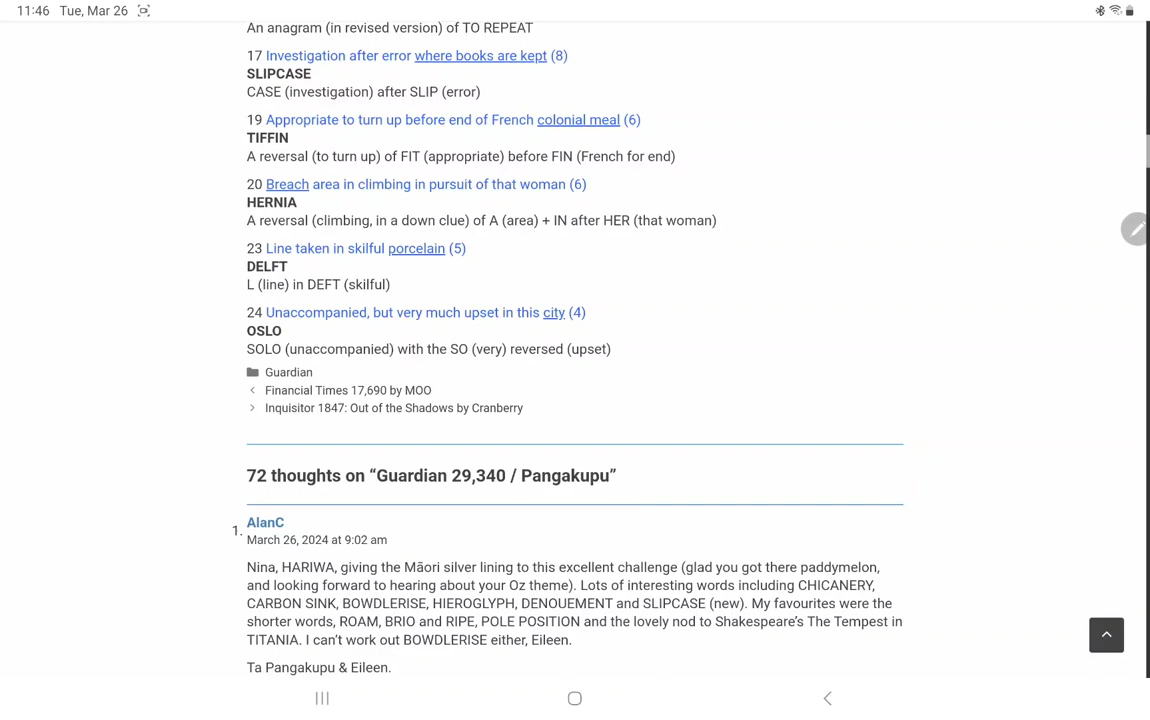 11:46 Tue, Mar 26
An anagram (in revised version) of TO REPEAT
17 Investigation after error where books are kept (8)
SLIPCASE
CASE (investigation) after SLIP (error)
19 Appropriate to turn up before end of French colonial meal (6)
TIFFIN
A reversal (to turn up) of FIT (appropriate) before FIN (French for end)
20 Breach area in climbing in pursuit of that woman (6)
HERNIA
A reversal (climbing, in a down clue) of A (area) + IN after HER (that woman)
23 Line taken in skilful porcelain (5)
DELFT
L (line) in DEFT (skilful)
24 Unaccompanied, but very much upset in this city (4)
OSLO
SOLO (unaccompanied) with the SO (very) reversed (upset)
Guardian
Financial Times 17,690 by MOO
Inquisitor 1847: Out of the Shadows by Cranberry
72 thoughts on “Guardian 29,340 / Pangakupu”
1. AlanC
March 26, 2024 at 9:02 am
Nina, HARIWA, giving the Māori silver lining to this excellent challenge (glad you got there paddymelon,
and looking forward to hearing about your Oz theme). Lots of interesting words including CHICANERY,
CARBON SINK, BOWDLERISE, HIEROGLYPH, DENOUEMENT and SLIPCASE (new). My favourites were the
shorter words, ROAM, BRIO and RIPE, POLE POSITION and the lovely nod to Shakespeare’s The Tempest in
TITANIA. I can’t work out BOWDLERISE either, Eileen.
Ta Pangakupu & Eileen.